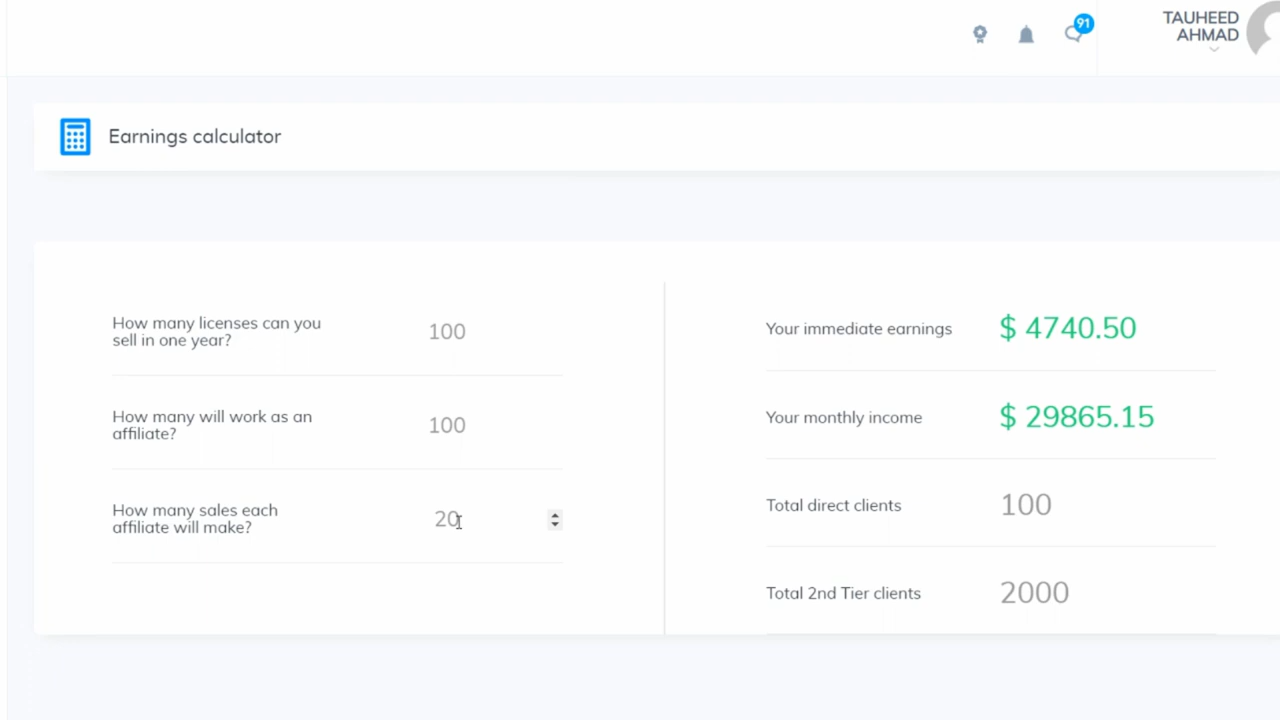 91
TAUHEED
AHMAD
Earnings calculator
How many licenses can you
sell in one year?
100
How many will work as an
affiliate?
100
How many sales each
affiliate will make?
20
Your immediate earnings
$ 4740.50
Your monthly income
$ 29865.15
Total direct clients
100
Total 2nd Tier clients
2000